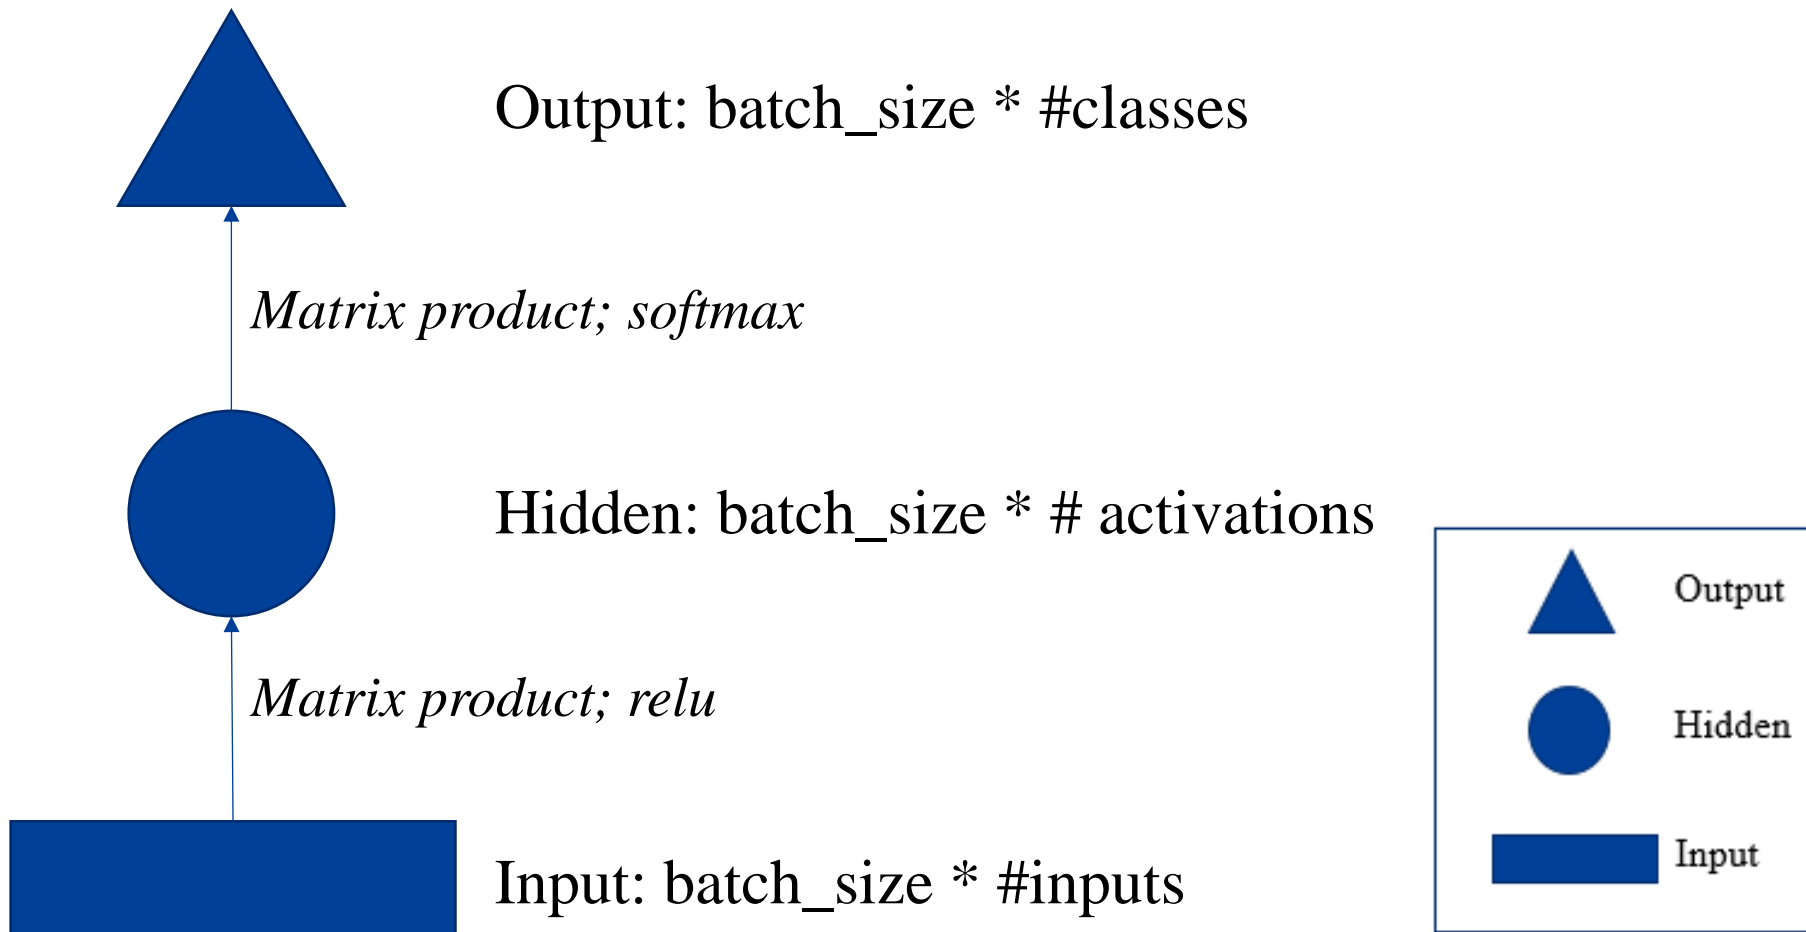 Output: batch_size * #classes
Matrix product; softmax
Hidden: batch_size * # activations
Matrix product; relu
Input: batch_size * #inputs
Output
Hidden
Input